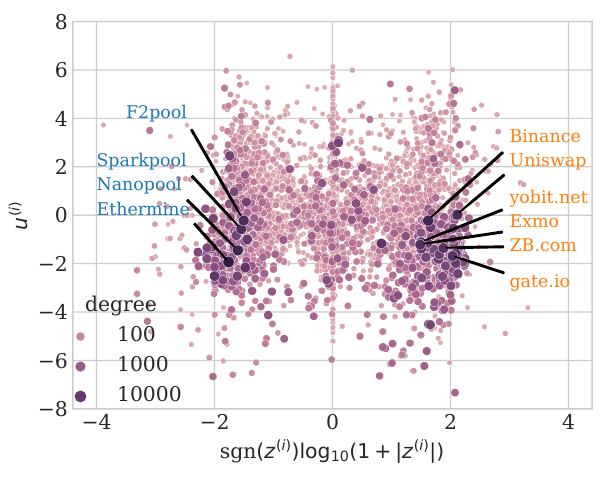 8
6
4
2
0
−2
−4
−6
−8
u⁽ⁱ⁾
F2pool
Sparkpool
Nanopool
Ethermine
Binance
Uniswap
yobit.net
Exmo
ZB.com
gate.io
degree
100
1000
10000
−4 −2 0 2 4
sgn(z⁽ⁱ⁾)log₁₀(1 + |z⁽ⁱ⁾|)